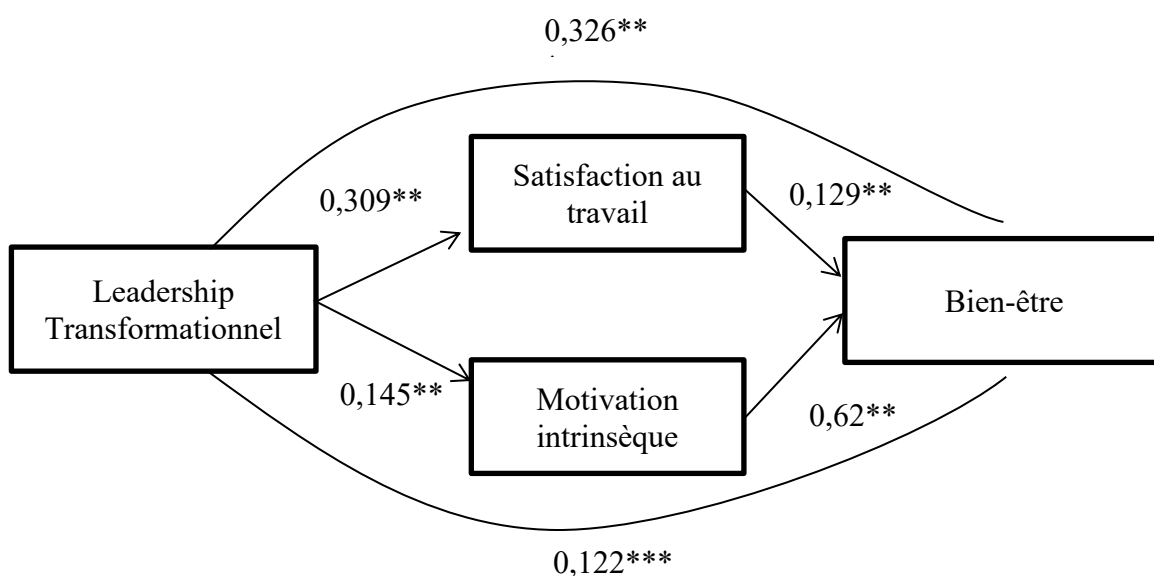 0,326**
Satisfaction au
travail
0,309**
0,129**
Leadership
Transformationnel
Bien-être
Motivation
intrinsèque
0,145**
0,62**
0,122***